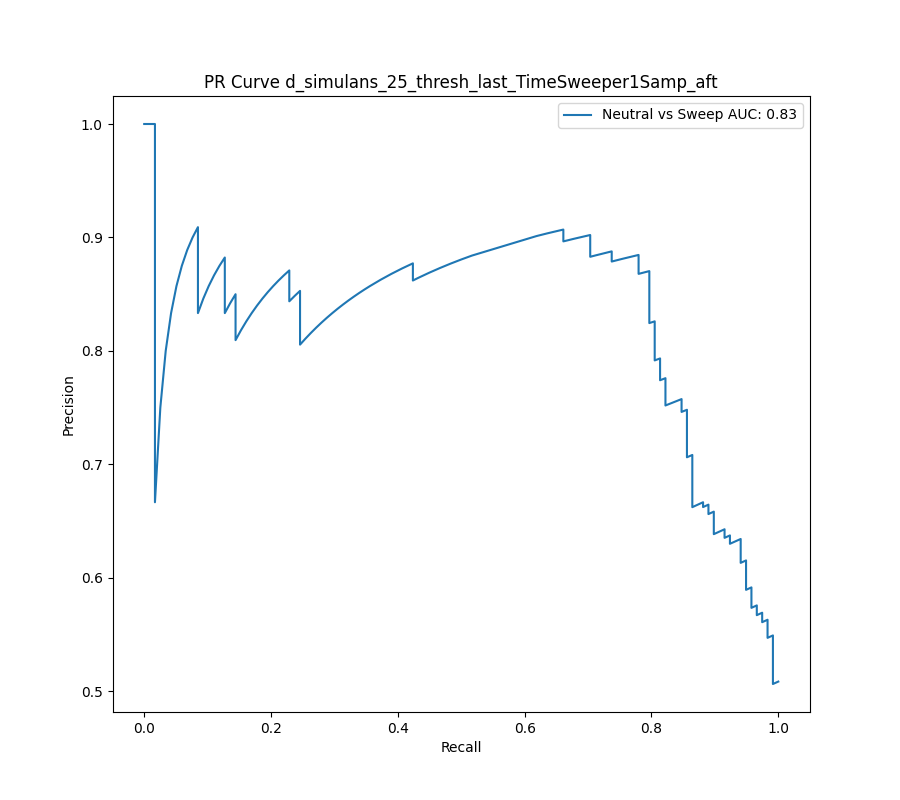 PR Curve d_simulans_25_thresh_last_TimeSweeper1Samp_aft
Neutral vs Sweep AUC: 0.83
1.0
0.9
0.8
0.7
0.6
0.5
Precision
0.0 0.2 0.4 0.6 0.8 1.0
Recall